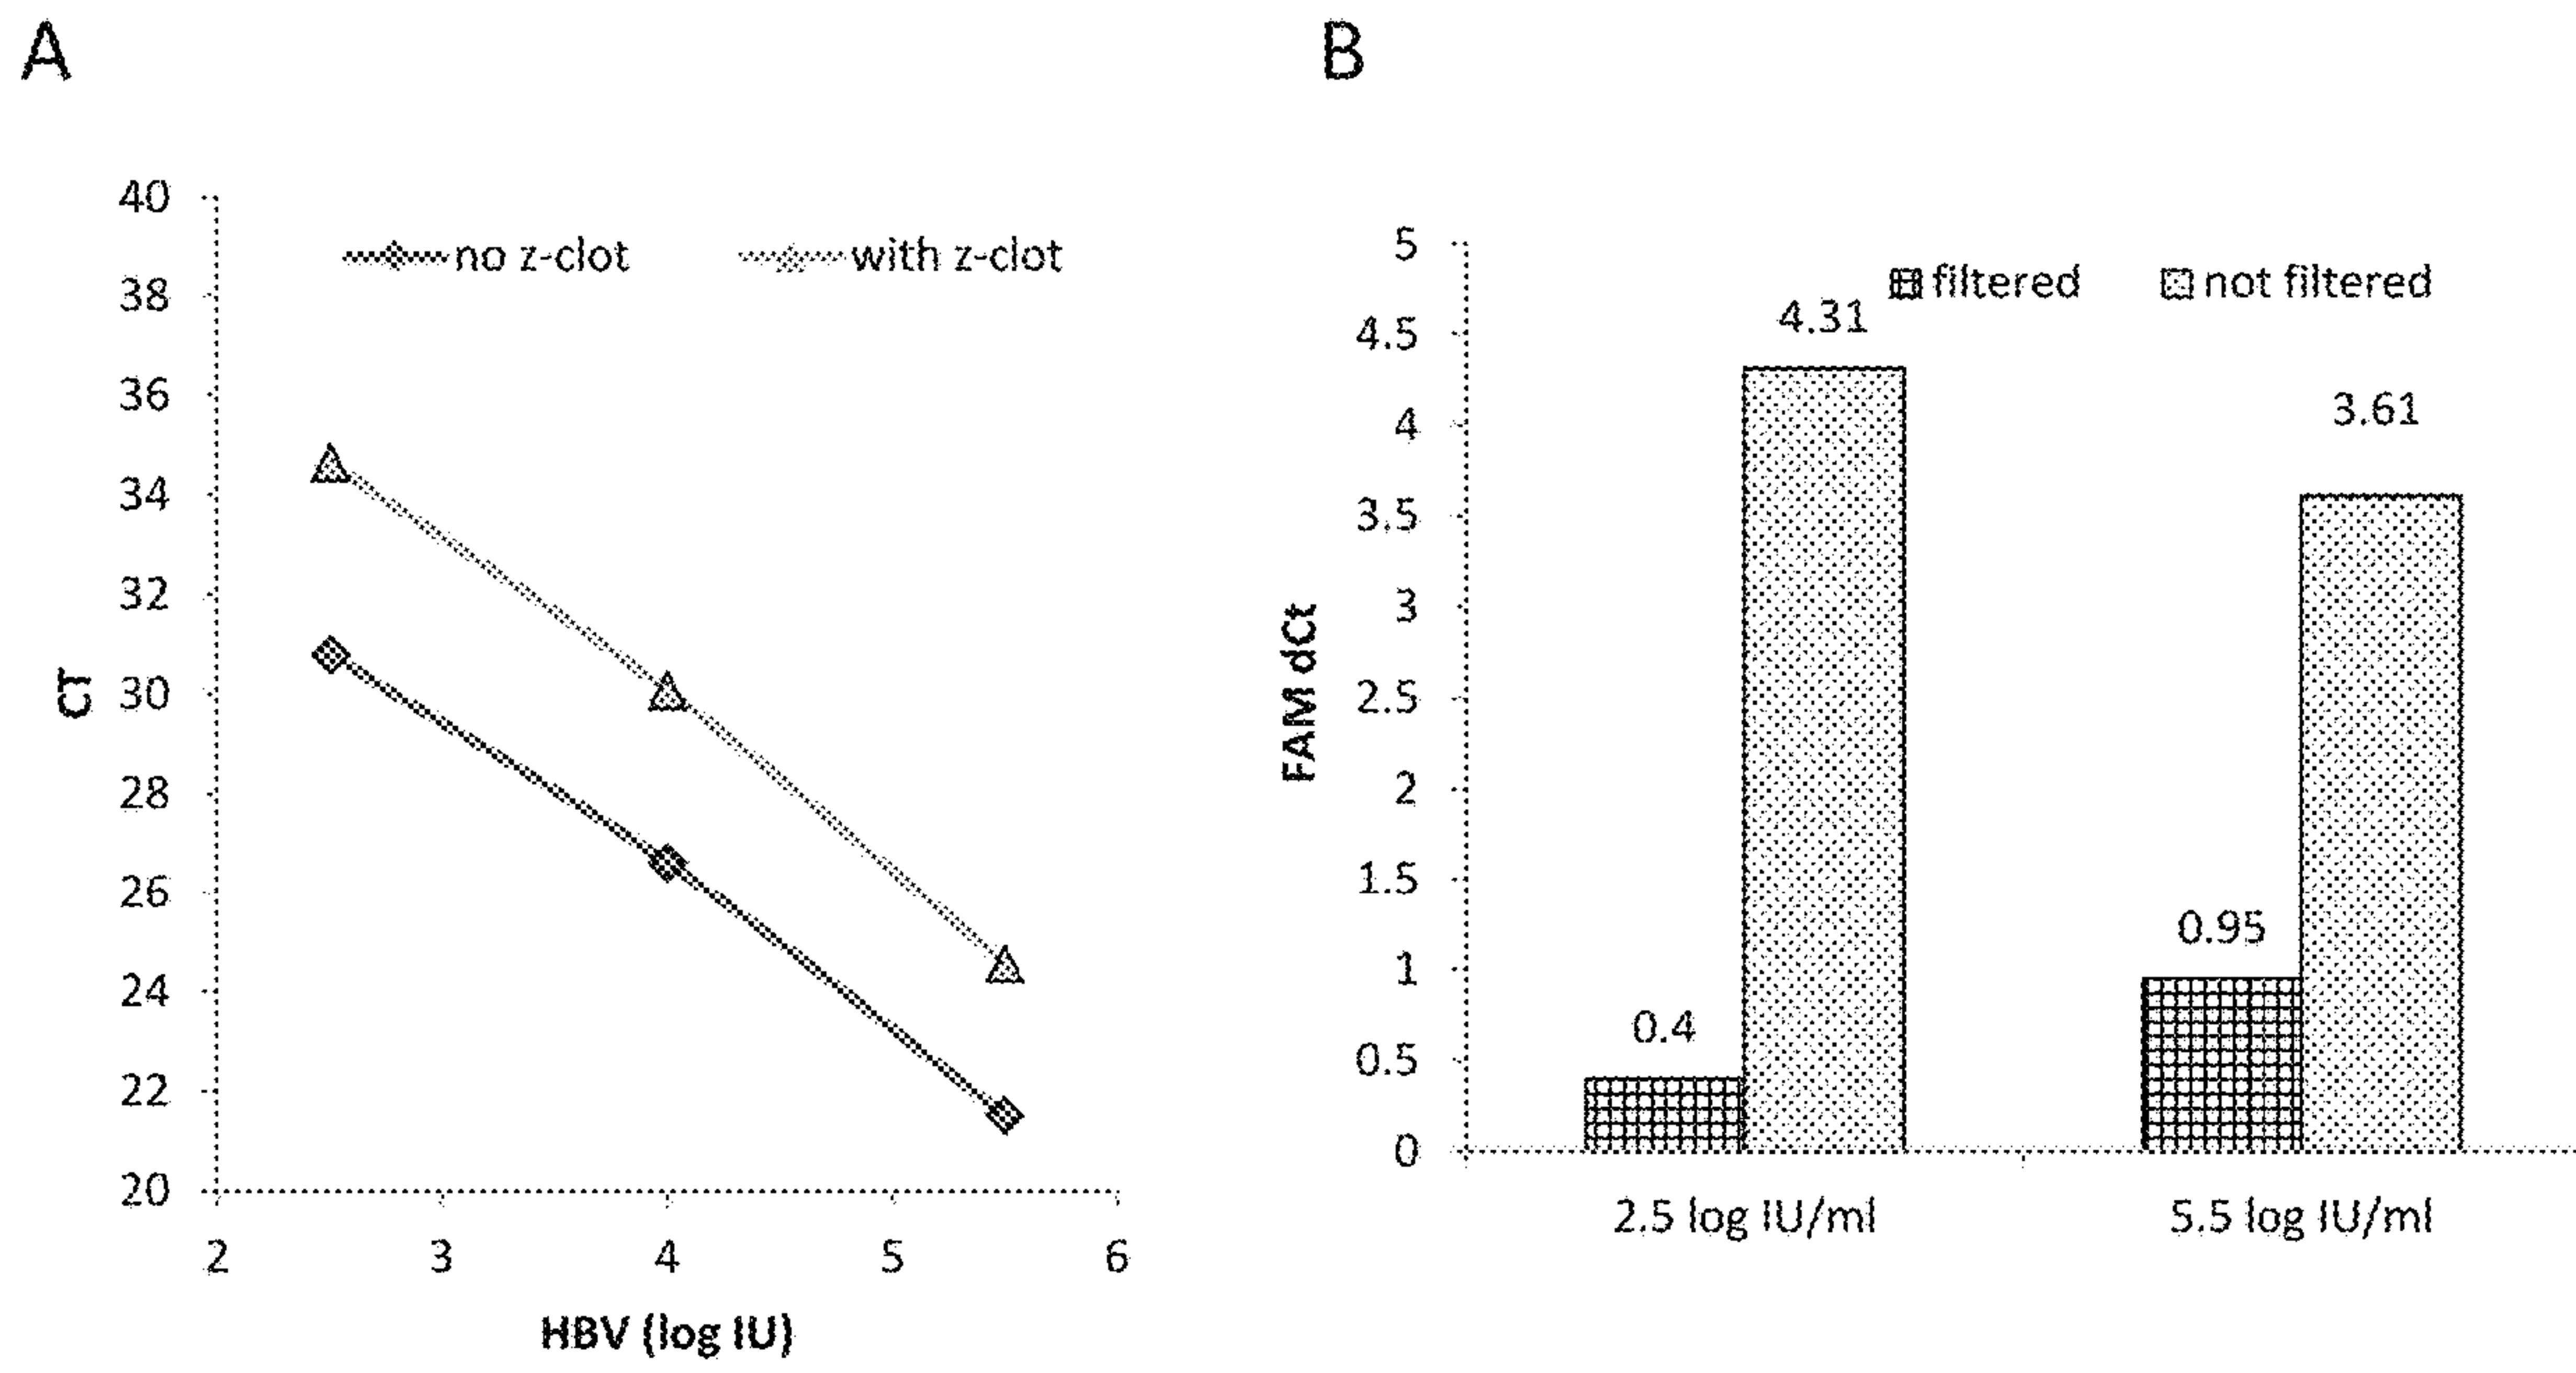 A
40
38
36
34
32
30
28
26
24
22
20
CT
no z-clot
with z-clot
2 3 4 5 6
HBV (log IU)
B
5
4.5
4
3.5
3
2.5
2
1.5
1
0.5
0
FAM dCt
filtered
not filtered
4.31
3.61
0.4
0.95
2.5 log IU/ml
5.5 log IU/ml